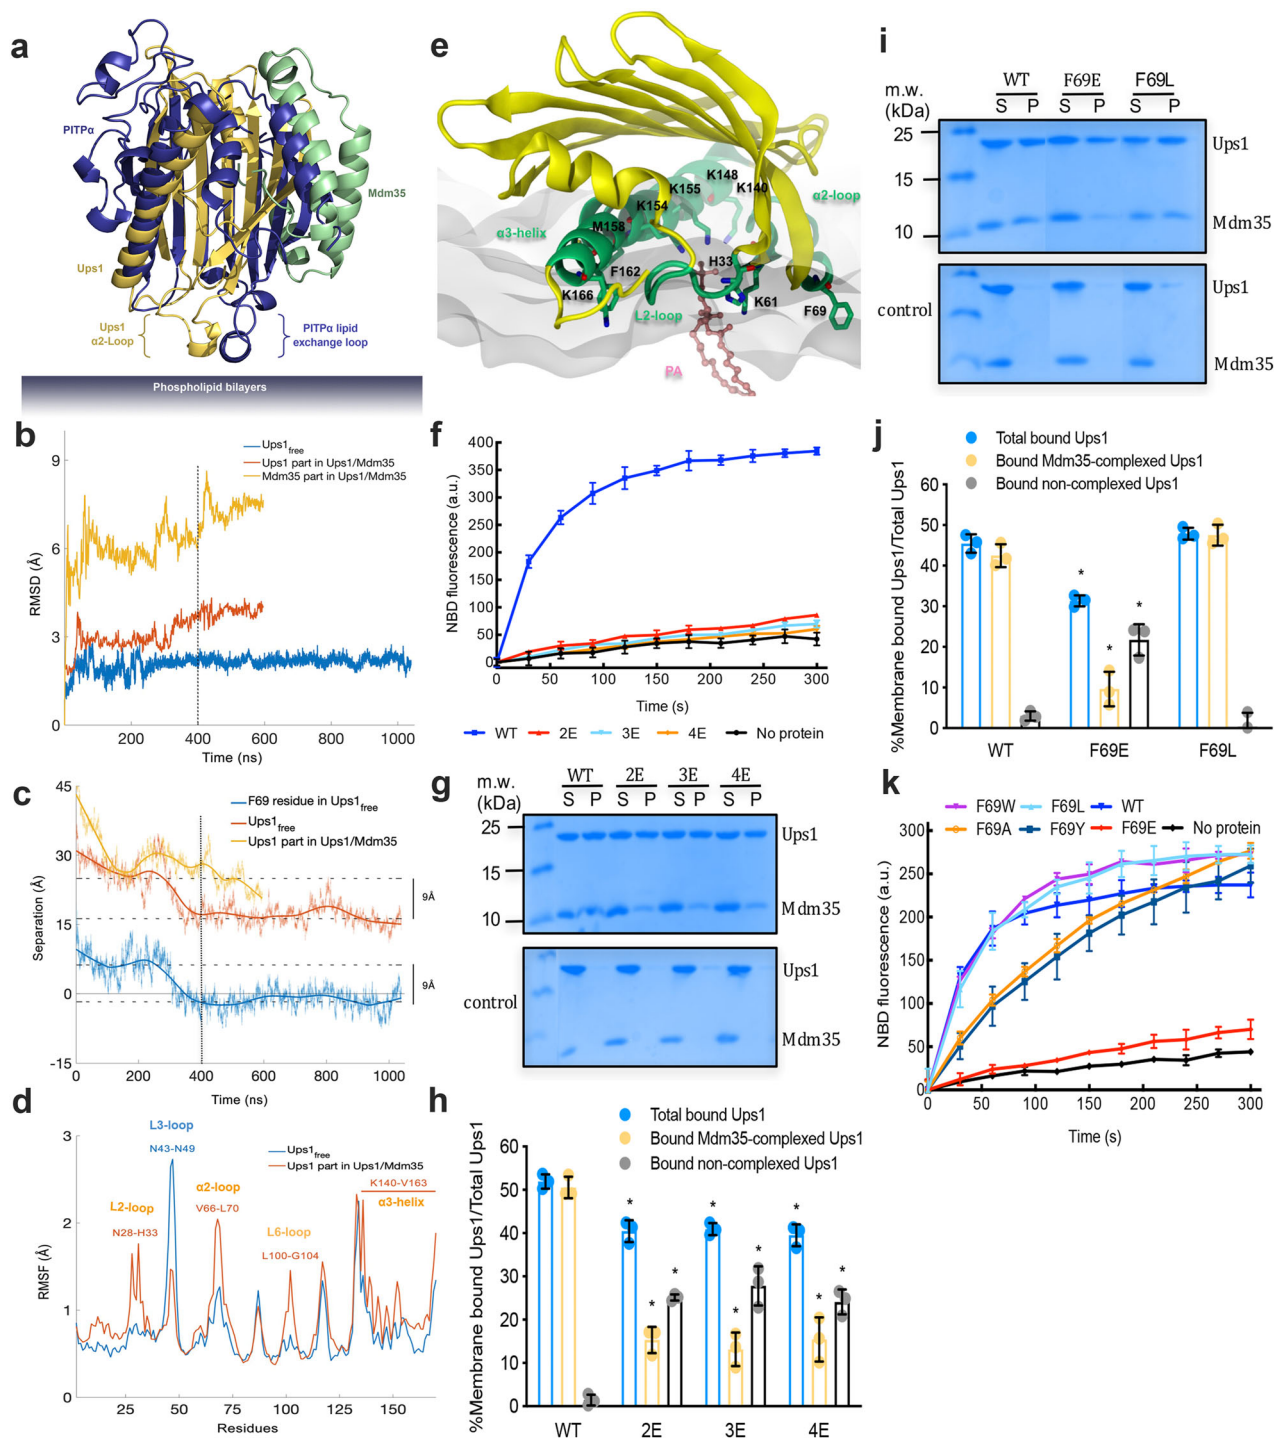 a
PITPα
Mdm35
Ups1
Ups1
α2-Loop
PITPα lipid
exchange loop
Phospholipid bilayers
b
9
6
3
0
RMSD (Å)
Ups1free
Ups1 part in Ups1/Mdm35
Mdm35 part in Ups1/Mdm35
200
400
600
800
1000
Time (ns)
c
45
30
15
0
-15
Separation (Å)
F69 residue in Ups1free
Ups1free
Ups1 part in Ups1/Mdm35
9Å
9Å
0
200
400
600
800
1000
Time (ns)
d
3
2
1
0
RMSF (Å)
L3-loop
N43-N49
Ups1free
Ups1 part in Ups1/Mdm35
L2-loop
N28-H33
α2-loop
V66-L70
L6-loop
L100-G104
K140-V163
α3-helix
25
50
75
100
125
150
Residues
e
K148
K155
K140
α2-loop
K154
M158
α3-helix
H33
F162
K166
K61
F69
L2-loop
PA
f
400
350
300
250
200
150
100
50
0
NBD fluorescence (a.u.)
0
50
100
150
200
250
300
Time (s)
WT
2E
3E
4E
No protein
g
m.w.
(kDa)
WT
2E
3E
4E
S P S P S P S P
25
15
10
Ups1
Mdm35
control
Ups1
Mdm35
h
Total bound Ups1
Bound Mdm35-complexed Ups1
Bound non-complexed Ups1
60
50
40
30
20
10
0
%Membrane bound Ups1/Total Ups1
*
*
*
*
*
*
*
*
*
WT
2E
3E
4E
i
m.w.
(kDa)
WT
F69E
F69L
S P S P S P
25
15
10
Ups1
Mdm35
control
Ups1
Mdm35
j
Total bound Ups1
Bound Mdm35-complexed Ups1
Bound non-complexed Ups1
60
50
40
30
20
10
0
%Membrane bound Ups1/Total Ups1
*
*
*
WT
F69E
F69L
k
F69W
F69L
WT
F69A
F69Y
F69E
No protein
300
250
200
150
100
50
0
NBD fluorescence (a.u.)
0
50
100
150
200
250
300
Time (s)